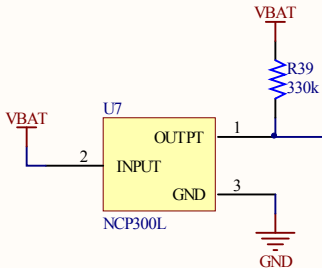 VBAT
R39
330k
U7
VBAT
OUTPT
1
2
INPUT
GND
3
NCP300L
GND